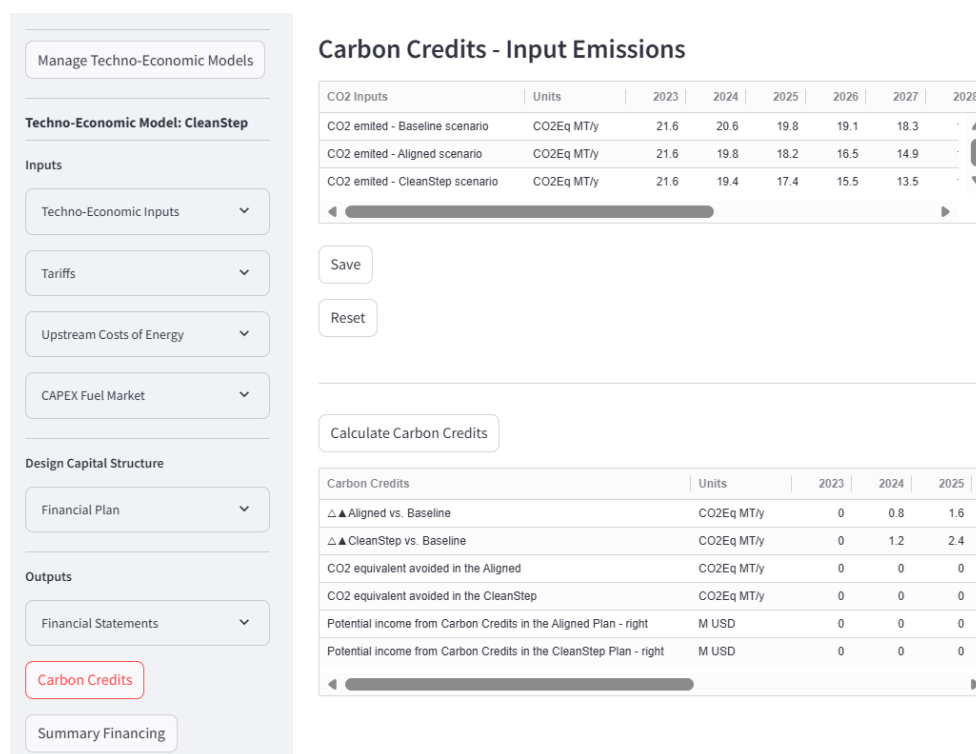 Manage Techno-Economic Models
Techno-Economic Model: CleanStep
Inputs
Techno-Economic Inputs
Tariffs
Upstream Costs of Energy
CAPEX Fuel Market
Design Capital Structure
Financial Plan
Outputs
Financial Statements
Carbon Credits
Summary Financing
Carbon Credits - Input Emissions
CO2 Inputs Units 2023 2024 2025 2026 2027 2028
CO2 emited - Baseline scenario CO2Eq MT/y 21.6 20.6 19.8 19.1 18.3
CO2 emited - Aligned scenario CO2Eq MT/y 21.6 19.8 18.2 16.5 14.9
CO2 emited - CleanStep scenario CO2Eq MT/y 21.6 19.4 17.4 15.5 13.5
Save
Reset
Calculate Carbon Credits
Carbon Credits Units 2023 2024 2025
△▲Aligned vs. Baseline CO2Eq MT/y 0 0.8 1.6
△▲CleanStep vs. Baseline CO2Eq MT/y 0 1.2 2.4
CO2 equivalent avoided in the Aligned CO2Eq MT/y 0 0 0
CO2 equivalent avoided in the CleanStep CO2Eq MT/y 0 0 0
Potential income from Carbon Credits in the Aligned Plan - right M USD 0 0 0
Potential income from Carbon Credits in the CleanStep Plan - right M USD 0 0 0